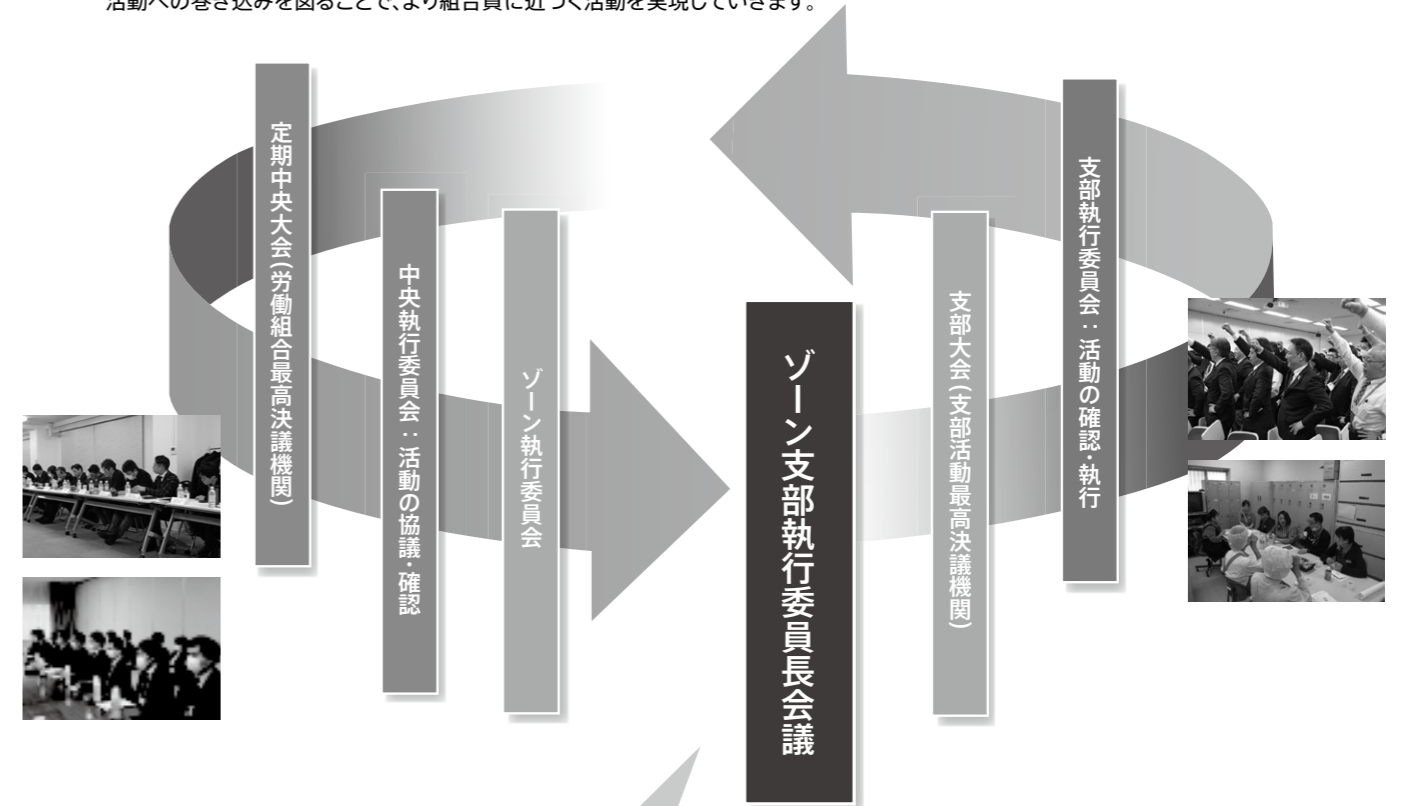 活動への巻き込みを図ることで、より組合員に近づく活動を実現していきます。
定期中央大会(労働組合最高決議機関)
中央執行委員会:活動の協議・確認
ゾーン執行委員会
ゾーン支部執行委員長会議
支部大会(支部活動最高決議機関)
支部執行委員会:活動の確認・執行